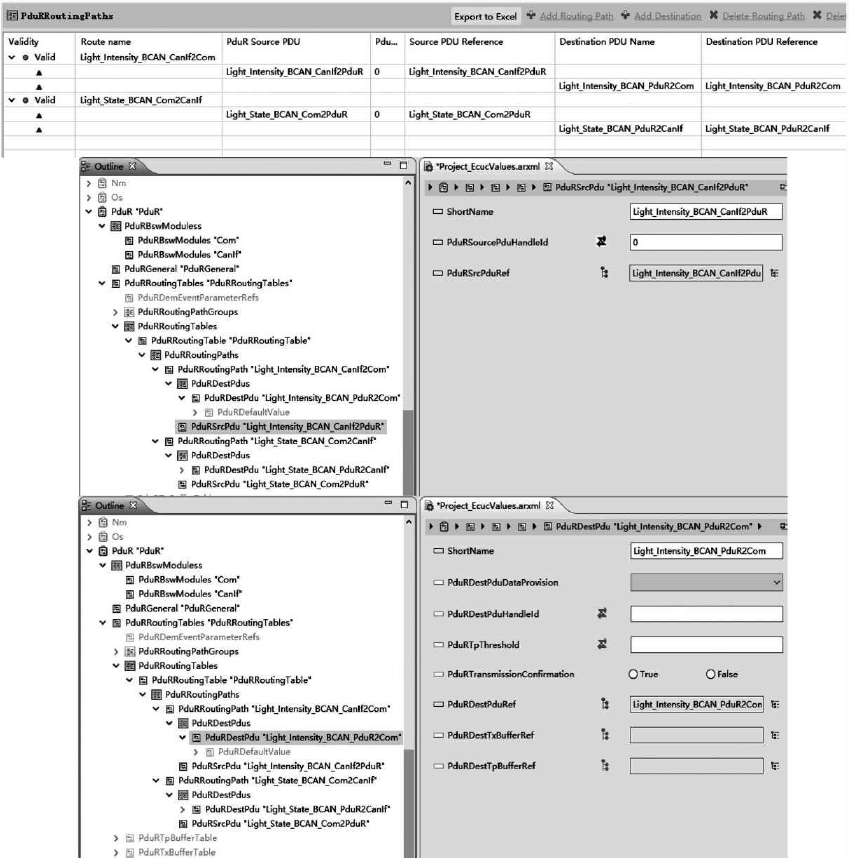 PduRRoutingPaths Export to Excel Add Routing Path Add Destination Delete Routing Path
Validity Route name PduR Source PDU Pdu... Source PDU Reference Destination PDU Name Destination PDU Reference
Valid Light_Intensity_BCAN_CanIf2Com
Light_Intensity_BCAN_CanIf2PduR 0 Light_Intensity_BCAN_CanIf2PduR
Light_Intensity_BCAN_PduR2Com Light_Intensity_BCAN_PduR2Com
Valid Light_State_BCAN_Com2CanIf
Light_State_BCAN_Com2PduR 0 Light_State_BCAN_Com2PduR
Light_State_BCAN_PduR2CanIf Light_State_BCAN_PduR2CanIf
Outline
Nm
Os
PduR "PduR"
PduRBswModuless
PduRBswModules "Com"
PduRBswModules "CanIf"
PduRGeneral "PduRGeneral"
PduRRoutingTables "PduRRoutingTables"
PduRDemEventParameterRefs
PduRRoutingPathGroups
PduRRoutingTables
PduRRoutingTable "PduRRoutingTable"
PduRRoutingPaths
PduRRoutingPath "Light_Intensity_BCAN_CanIf2Com"
PduRDestPdus
PduRDestPdu "Light_Intensity_BCAN_PduR2Com"
PduRDefaultValue
PduRSrcPdu "Light_Intensity_BCAN_CanIf2PduR"
PduRRoutingPath "Light_State_BCAN_Com2CanIf"
PduRDestPdus
PduRDestPdu "Light_State_BCAN_PduR2CanIf"
PduRSrcPdu "Light_State_BCAN_Com2PduR"
*Project_EcucValues.arxml
PduRSrcPdu "Light_Intensity_BCAN_CanIf2PduR"
ShortName Light_Intensity_BCAN_CanIf2PduR
PduRSourcePduHandleId 0
PduRSrcPduRef Light_Intensity_BCAN_CanIf2Pdu
Outline
Nm
Os
PduR "PduR"
PduRBswModuless
PduRBswModules "Com"
PduRBswModules "CanIf"
PduRGeneral "PduRGeneral"
PduRRoutingTables "PduRRoutingTables"
PduRDemEventParameterRefs
PduRRoutingPathGroups
PduRRoutingTables
PduRRoutingTable "PduRRoutingTable"
PduRRoutingPaths
PduRRoutingPath "Light_Intensity_BCAN_CanIf2Com"
PduRDestPdus
PduRDestPdu "Light_Intensity_BCAN_PduR2Com"
PduRDefaultValue
PduRSrcPdu "Light_Intensity_BCAN_CanIf2PduR"
PduRRoutingPath "Light_State_BCAN_Com2CanIf"
PduRDestPdus
PduRDestPdu "Light_State_BCAN_PduR2CanIf"
PduRSrcPdu "Light_State_BCAN_Com2PduR"
PduRTpBufferTable
PduRTxBufferTable
*Project_EcucValues.arxml
PduRDestPdu "Light_Intensity_BCAN_PduR2Com"
ShortName Light_Intensity_BCAN_PduR2Com
PduRDestPduDataProvision
PduRDestPduHandleId
PduRTpThreshold
PduRTransmissionConfirmation True False
PduRDestPduRef Light_Intensity_BCAN_PduR2Con
PduRDestTxBufferRef
PduRDestTpBufferRef